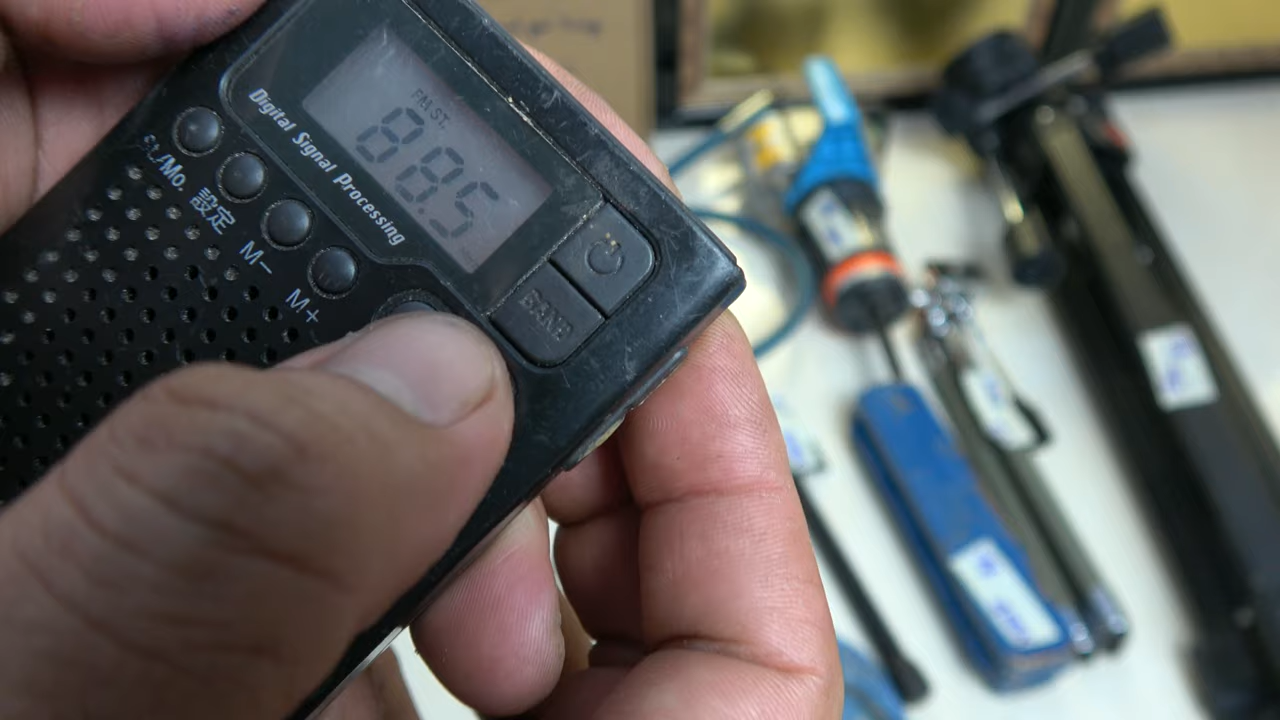 FM ST.
88.5
Digital Signal Processing
St./Mo.
設定
M-
M+
BAND